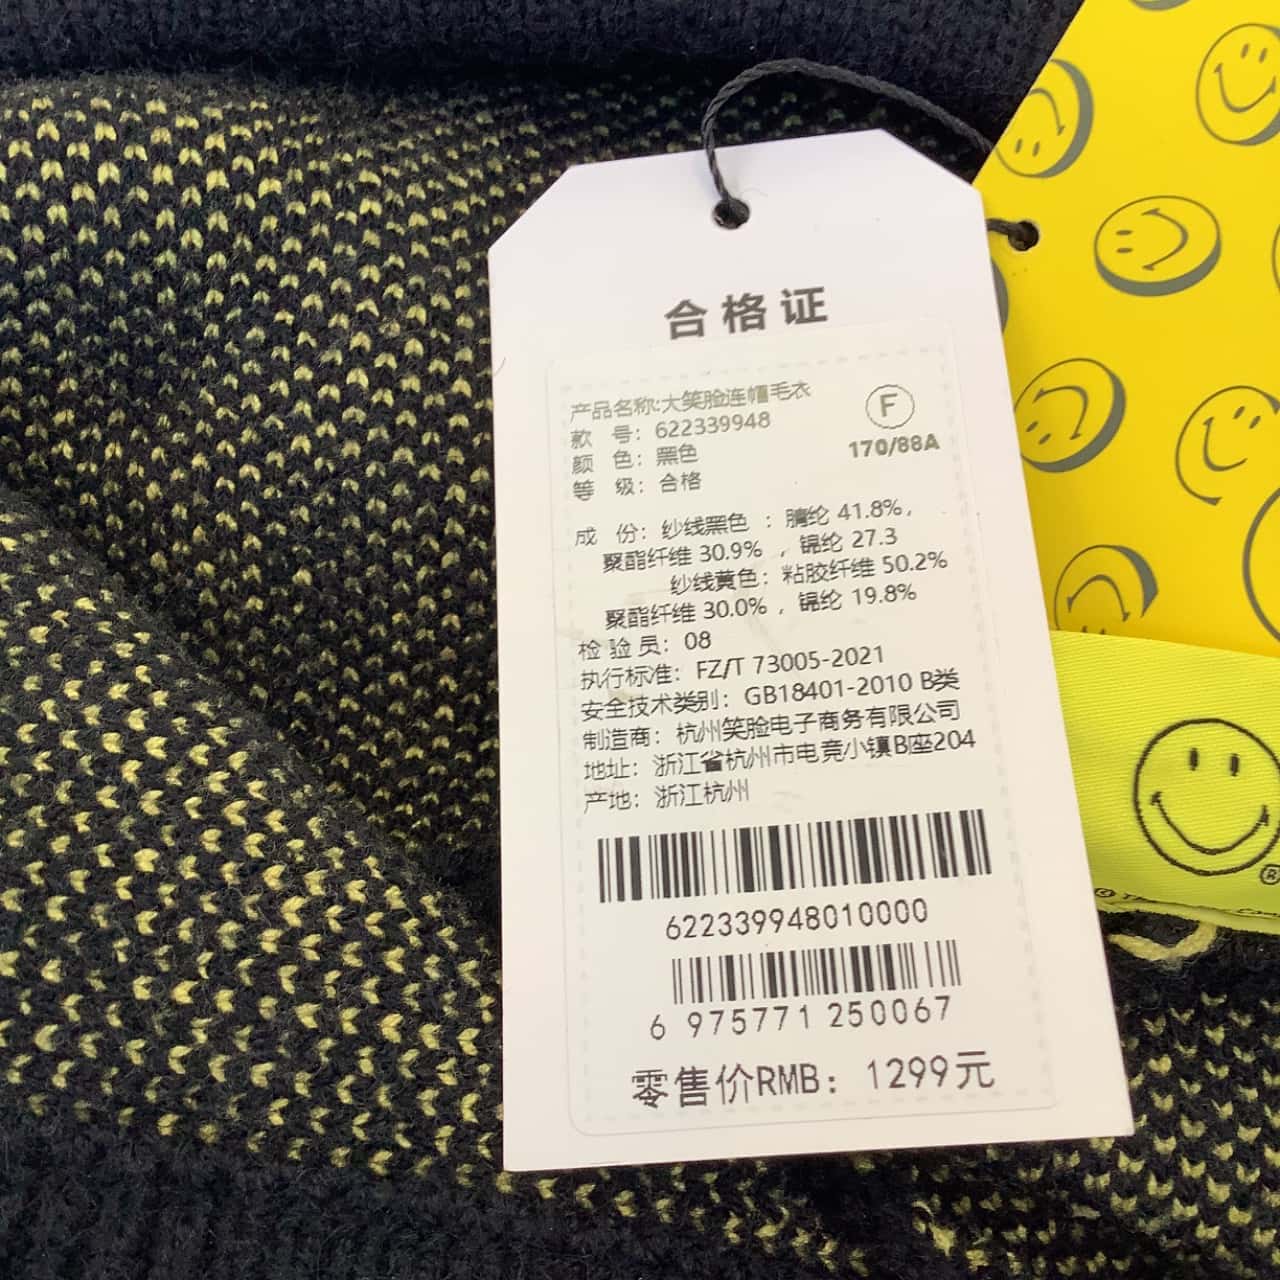 合格证
产品名称:大笑脸连帽毛衣
款 号: 622339948
颜 色: 黑色
等 级: 合格
F
170/88A
成 份: 纱线黑色 : 腈纶 41.8%,
聚酯纤维 30.9% , 锦纶 27.3
纱线黄色: 粘胶纤维 50.2%
聚酯纤维 30.0% , 锦纶 19.8%
检 验 员: 08
执行标准: FZ/T 73005-2021
安全技术类别: GB18401-2010 B类
制造商: 杭州笑脸电子商务有限公司
地址: 浙江省杭州市电竞小镇B座204
产地: 浙江杭州
622339948010000
6 975771 250067
零售价RMB: 1299元
®